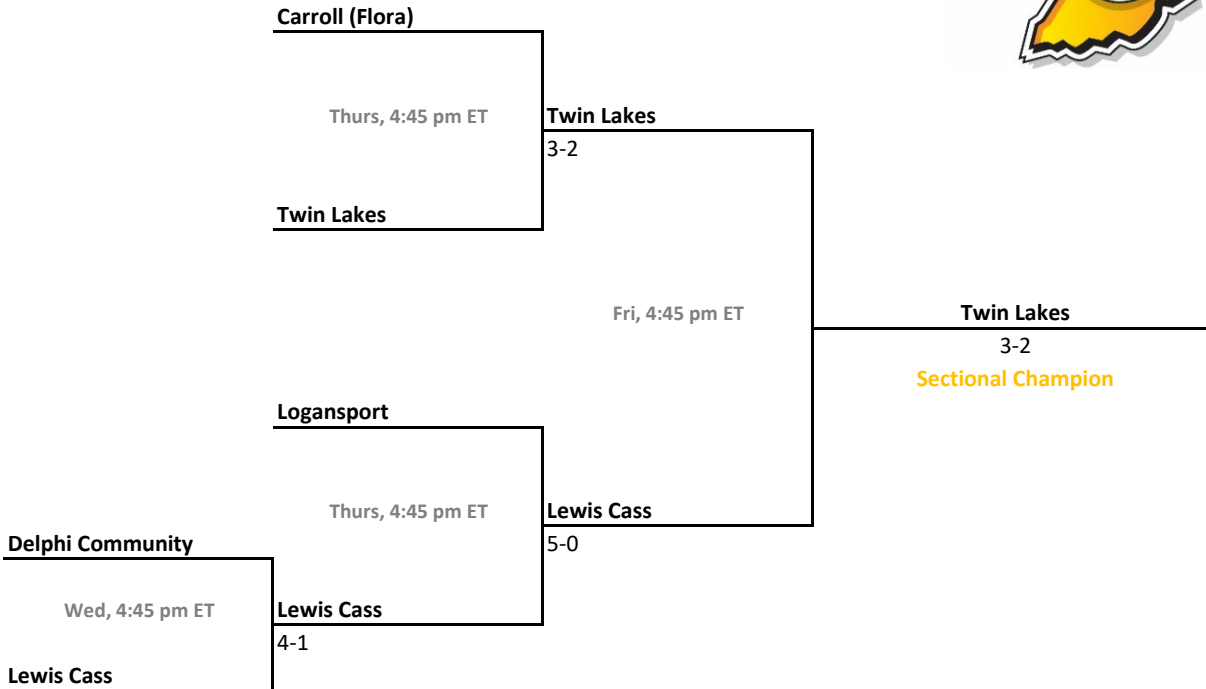 Carroll (Flora)
Thurs, 4:45 pm ET
Twin Lakes
3-2
Twin Lakes
Fri, 4:45 pm ET
Twin Lakes
3-2
Sectional Champion
Logansport
Thurs, 4:45 pm ET
Lewis Cass
5-0
Delphi Community
Wed, 4:45 pm ET
Lewis Cass
4-1
Lewis Cass